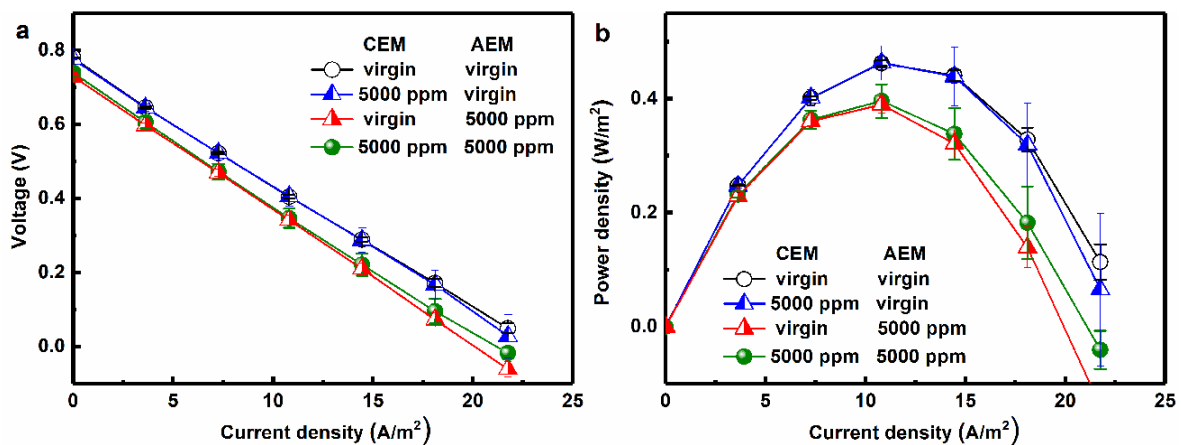 a
0.8
0.6
0.4
0.2
0.0
Voltage (V)
CEM AEM
virgin virgin
5000 ppm virgin
virgin 5000 ppm
5000 ppm 5000 ppm
0 5 10 15 20 25
Current density (A/m²)
b
0.4
0.2
0.0
Power density (W/m²)
CEM AEM
virgin virgin
5000 ppm virgin
virgin 5000 ppm
5000 ppm 5000 ppm
0 5 10 15 20 25
Current density (A/m²)